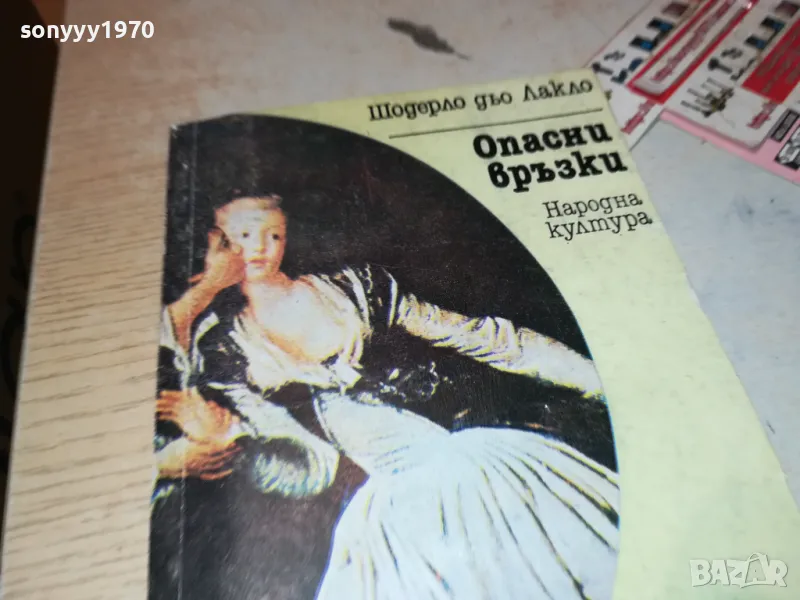 sonyyy1970
Шодерло дьо Лакло
Опасни
връзки
Народна
култура
BAZAR